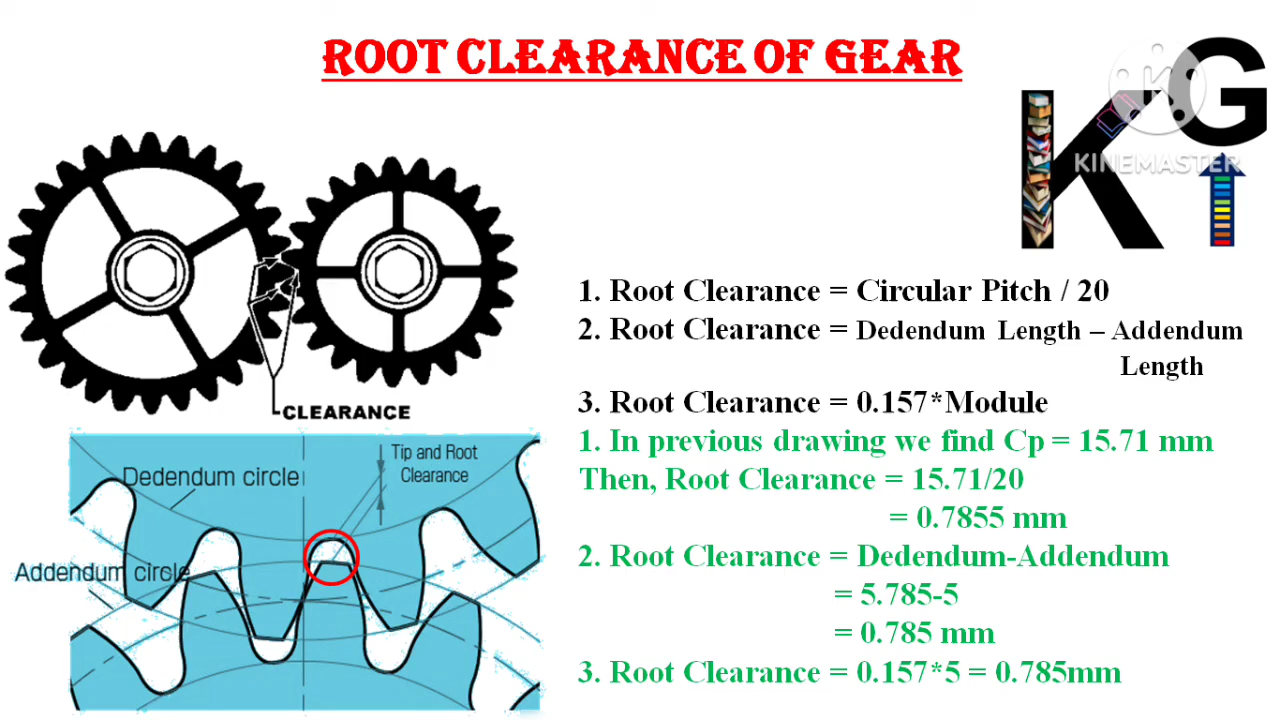 ROOT CLEARANCE OF GEAR
KG
KINEMASTER
CLEARANCE
1. Root Clearance = Circular Pitch / 20
2. Root Clearance = Dedendum Length – Addendum
Length
3. Root Clearance = 0.157*Module
1. In previous drawing we find Cp = 15.71 mm
Then, Root Clearance = 15.71/20
= 0.7855 mm
2. Root Clearance = Dedendum-Addendum
= 5.785-5
= 0.785 mm
3. Root Clearance = 0.157*5 = 0.785mm
Tip and Root
Clearance
Dedendum circle
Addendum circle